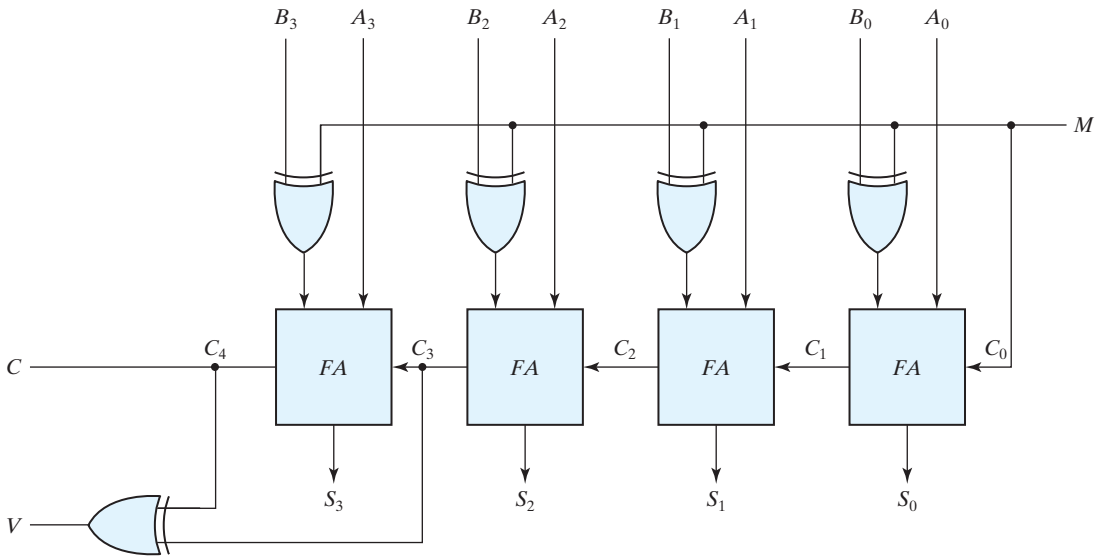 B3 A3 B2 A2 B1 A1 B0 A0
M
C C4 FA C3 FA C2 FA C1 FA C0
S3 S2 S1 S0
V